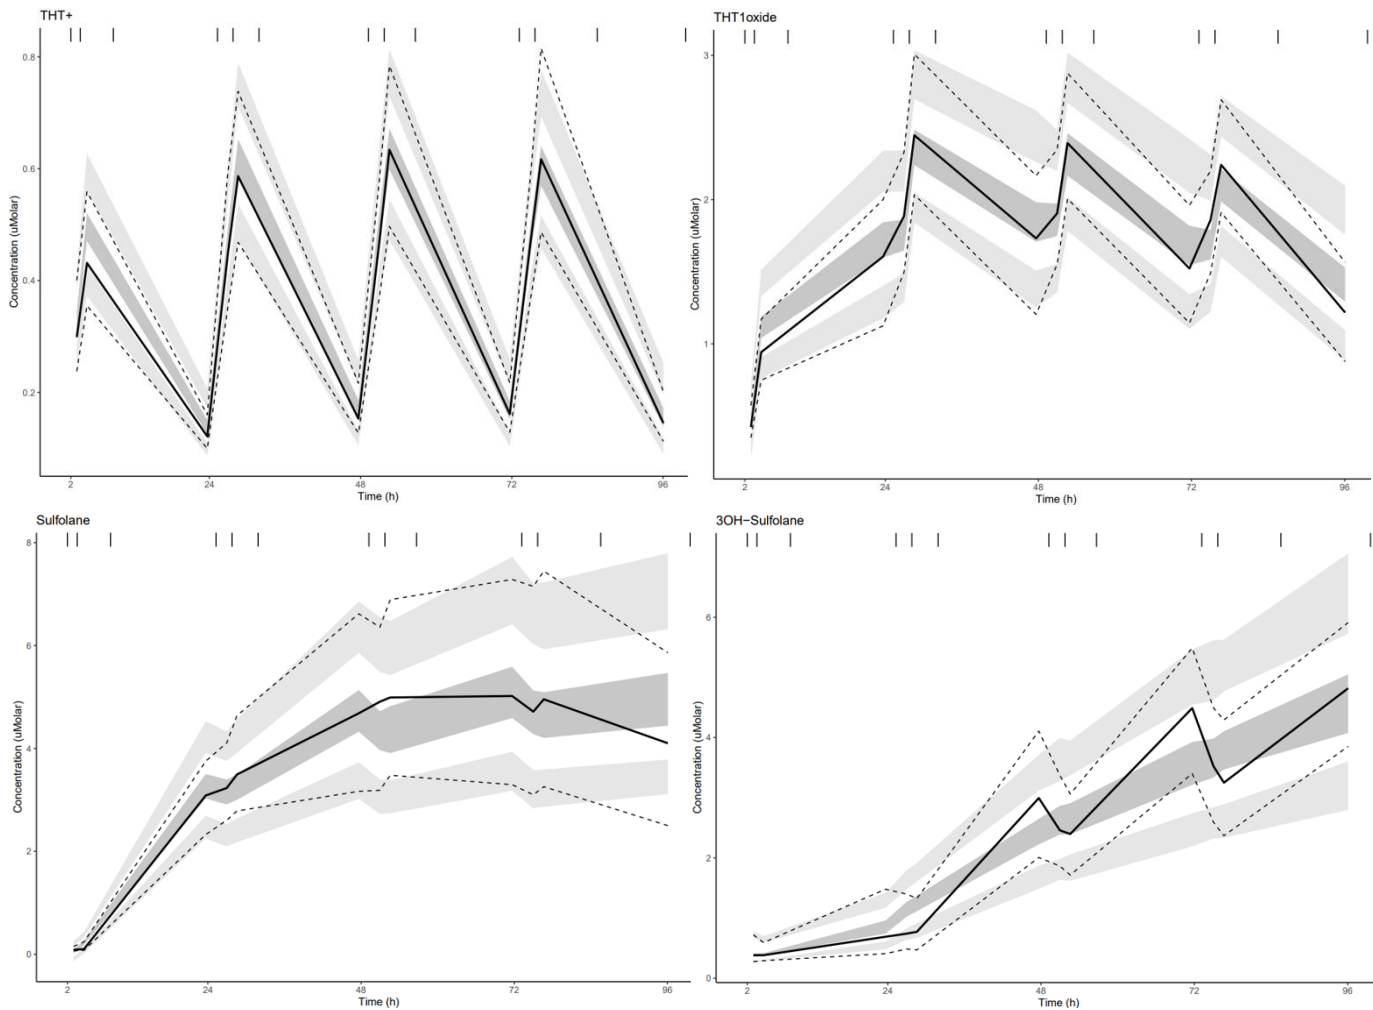 THT+
0.8
0.6
0.4
0.2
Concentration (uMolar)
2 24 48 72 96
Time (h)
THT1oxide
3
2
1
Concentration (uMolar)
2 24 48 72 96
Time (h)
Sulfolane
8
6
4
2
0
Concentration (uMolar)
2 24 48 72 96
Time (h)
3OH−Sulfolane
6
4
2
0
Concentration (uMolar)
2 24 48 72 96
Time (h)